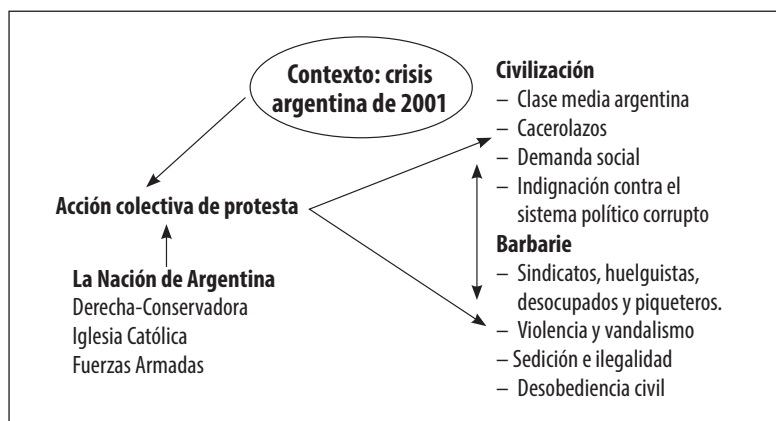 Contexto: crisis
argentina de 2001
Acción colectiva de protesta
La Nación de Argentina
Derecha-Conservadora
Iglesia Católica
Fuerzas Armadas
Civilización
– Clase media argentina
– Cacerolazos
– Demanda social
– Indignación contra el
sistema político corrupto
Barbarie
– Sindicatos, huelguistas,
desocupados y piqueteros.
– Violencia y vandalismo
– Sedición e ilegalidad
– Desobediencia civil